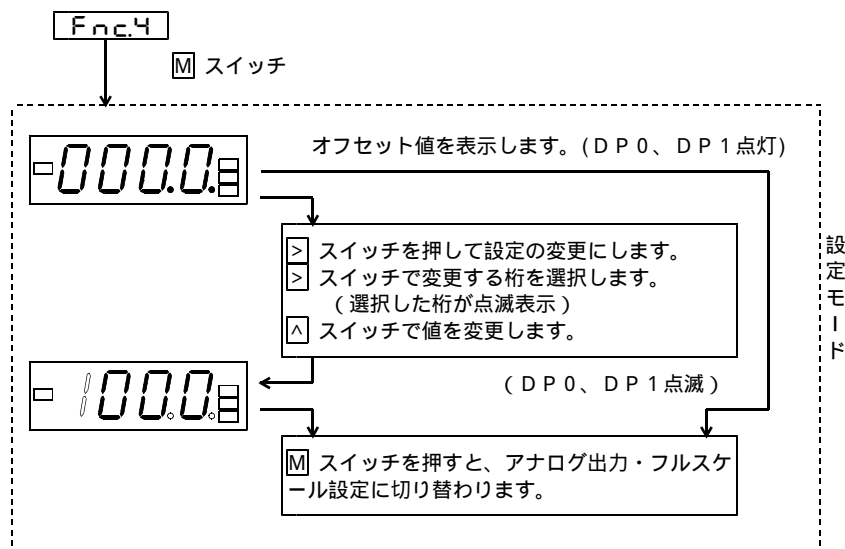 Fnc.4
M スイッチ
オフセット値を表示します。(ＤＰ０、ＤＰ１点灯)
000.0.
> スイッチを押して設定の変更にします。
> スイッチで変更する桁を選択します。
（選択した桁が点滅表示）
^ スイッチで値を変更します。
設定モード
100.0.
（ＤＰ０、ＤＰ１点滅）
M スイッチを押すと、アナログ出力・フルスケ
ール設定に切り替わります。